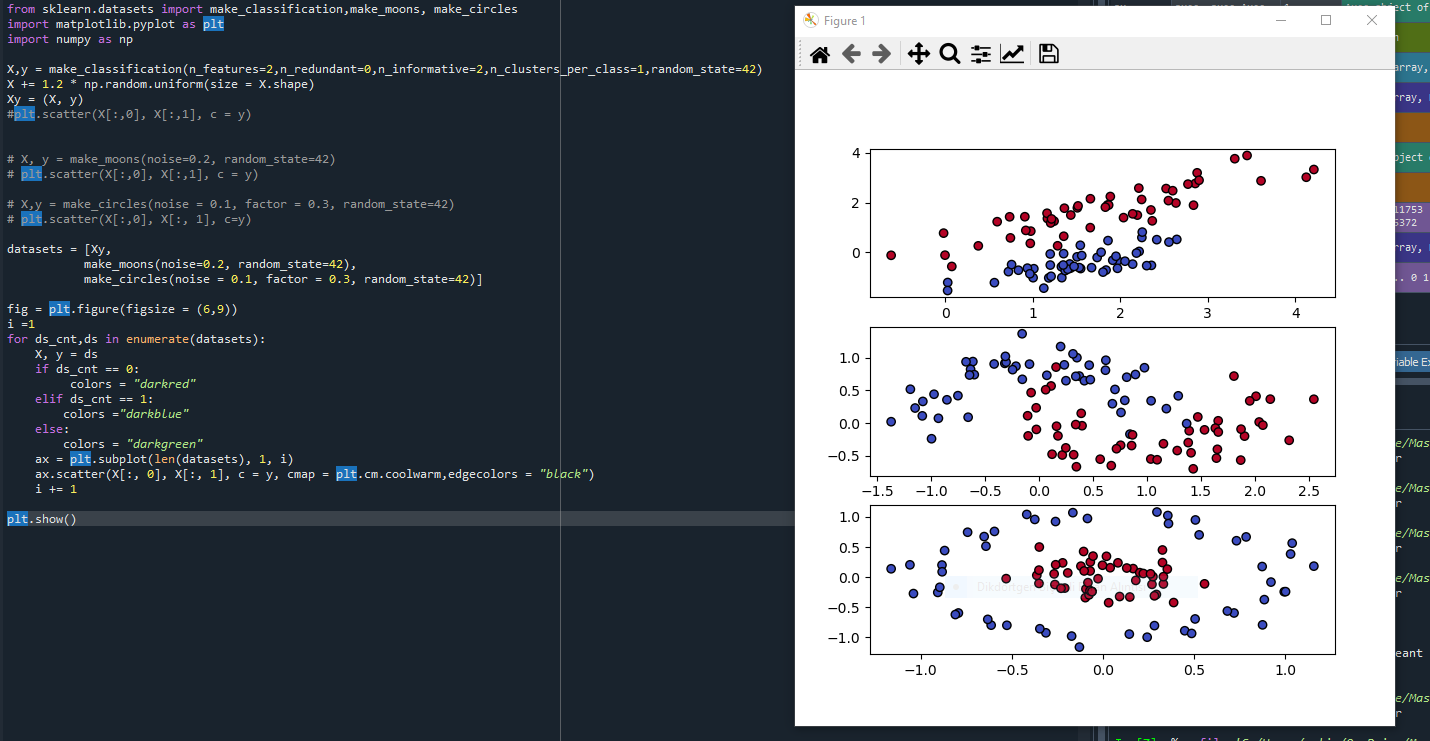 from sklearn.datasets import make_classification,make_moons, make_circles
import matplotlib.pyplot as plt
import numpy as np
X,y = make_classification(n_features=2,n_redundant=0,n_informative=2,n_clusters_per_class=1,random_state=42)
X += 1.2 * np.random.uniform(size = X.shape)
Xy = (X, y)
#plt.scatter(X[:,0], X[:,1], c = y)
# X, y = make_moons(noise=0.2, random_state=42)
# plt.scatter(X[:,0], X[:,1], c = y)
# X,y = make_circles(noise = 0.1, factor = 0.3, random_state=42)
# plt.scatter(X[:,0], X[:, 1], c=y)
datasets = [Xy,
make_moons(noise=0.2, random_state=42),
make_circles(noise = 0.1, factor = 0.3, random_state=42)]
fig = plt.figure(figsize = (6,9))
i =1
for ds_cnt,ds in enumerate(datasets):
X, y = ds
if ds_cnt == 0:
colors = "darkred"
elif ds_cnt == 1:
colors ="darkblue"
else:
colors = "darkgreen"
ax = plt.subplot(len(datasets), 1, i)
ax.scatter(X[:, 0], X[:, 1], c = y, cmap = plt.cm.coolwarm,edgecolors = "black")
i += 1
plt.show()
Figure 1
4
2
0
0 1 2 3 4
1.0
0.5
0.0
−0.5
−1.5 −1.0 −0.5 0.0 0.5 1.0 1.5 2.0 2.5
1.0
0.5
0.0
−0.5
−1.0
−1.0 −0.5 0.0 0.5 1.0
object of
array,
rray,
bject
11753
5372
rray,
.. 0 1
iable Ex
e/Mas
r
e/Mas
r
e/Mas
r
e/Mas
r
eant
e/Mas
r